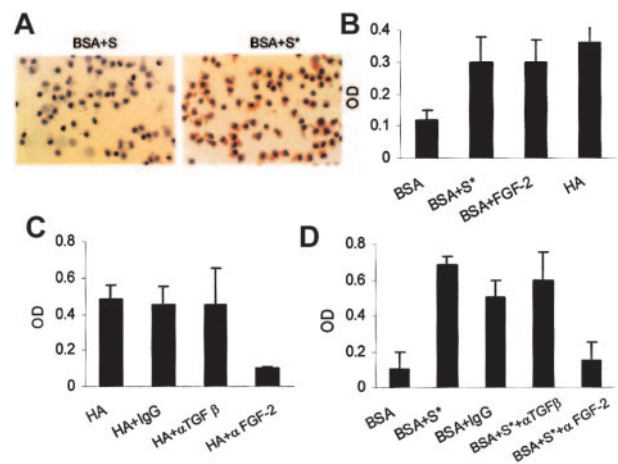 A
BSA+S
BSA+S*
B
0.4
0.3
0.2
0.1
0
OD
BSA
BSA+S*
BSA+FGF-2
HA
C
0.8
0.6
0.4
0.2
0
OD
HA
HA+IgG
HA+αTGF β
HA+α FGF-2
D
0.8
0.6
0.4
0.2
0
OD
BSA
BSA+S*
BSA+IgG
BSA+S*+αTGFβ
BSA+S*+α FGF-2